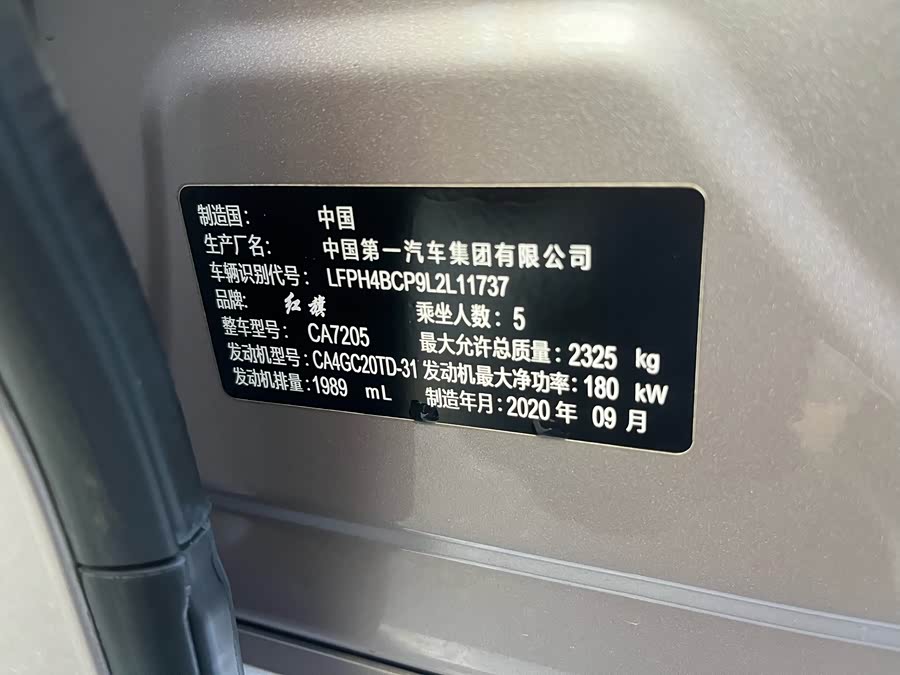 制造国： 中国
生产厂名： 中国第一汽车集团有限公司
车辆识别代号： LFPH4BCP9L2L11737
品牌： 红旗 乘坐人数： 5
整车型号： CA7205 最大允许总质量： 2325 kg
发动机型号： CA4GC20TD-31 发动机最大净功率： 180 kW
发动机排量： 1989 mL 制造年月： 2020 年 09 月